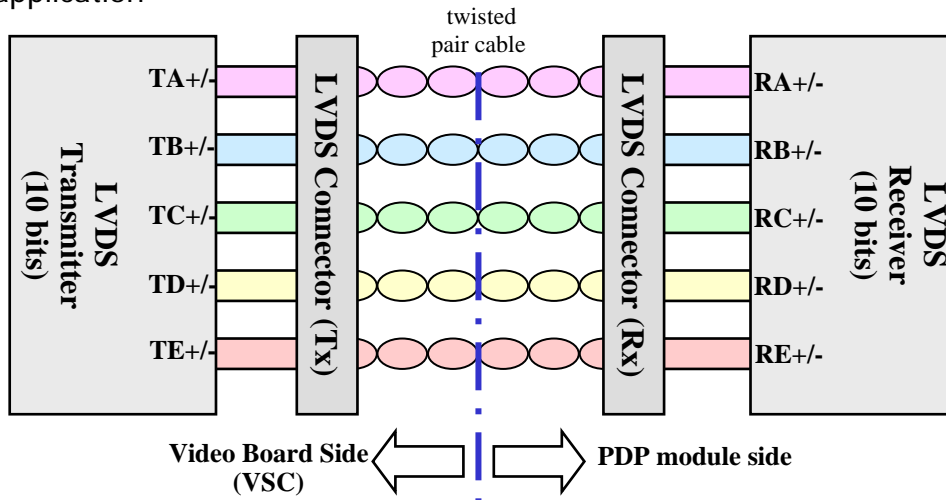 application
twisted
pair cable
TA+/-
TB+/-
TC+/-
TD+/-
TE+/-
LVDS
Transmitter
(10 bits)
LVDS Connector (Tx)
LVDS Connector (Rx)
RA+/-
RB+/-
RC+/-
RD+/-
RE+/-
LVDS
Receiver
(10 bits)
Video Board Side
(VSC)
PDP module side